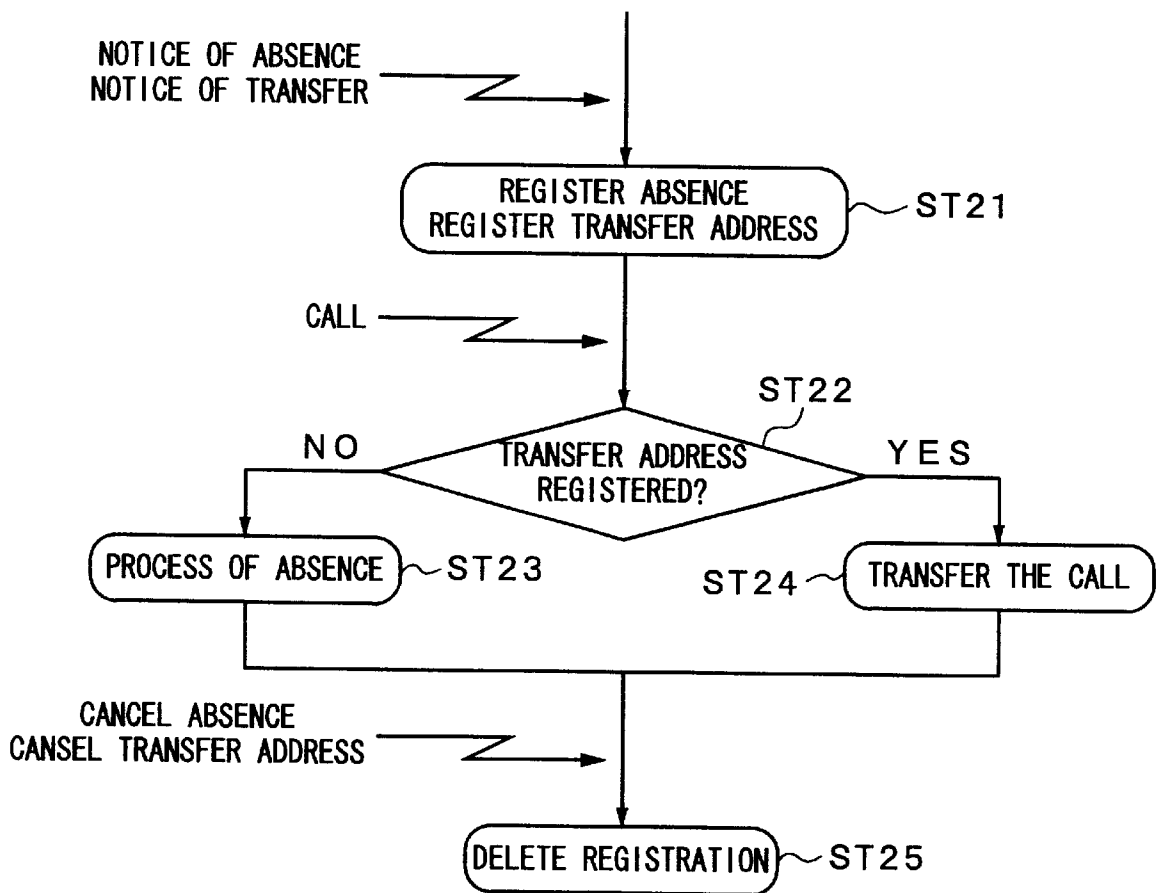 NOTICE OF ABSENCE
NOTICE OF TRANSFER
REGISTER ABSENCE
REGISTER TRANSFER ADDRESS
ST21
CALL
ST22
NO
TRANSFER ADDRESS
REGISTERED?
YES
PROCESS OF ABSENCE
ST23
ST24
TRANSFER THE CALL
CANCEL ABSENCE
CANSEL TRANSFER ADDRESS
DELETE REGISTRATION
ST25